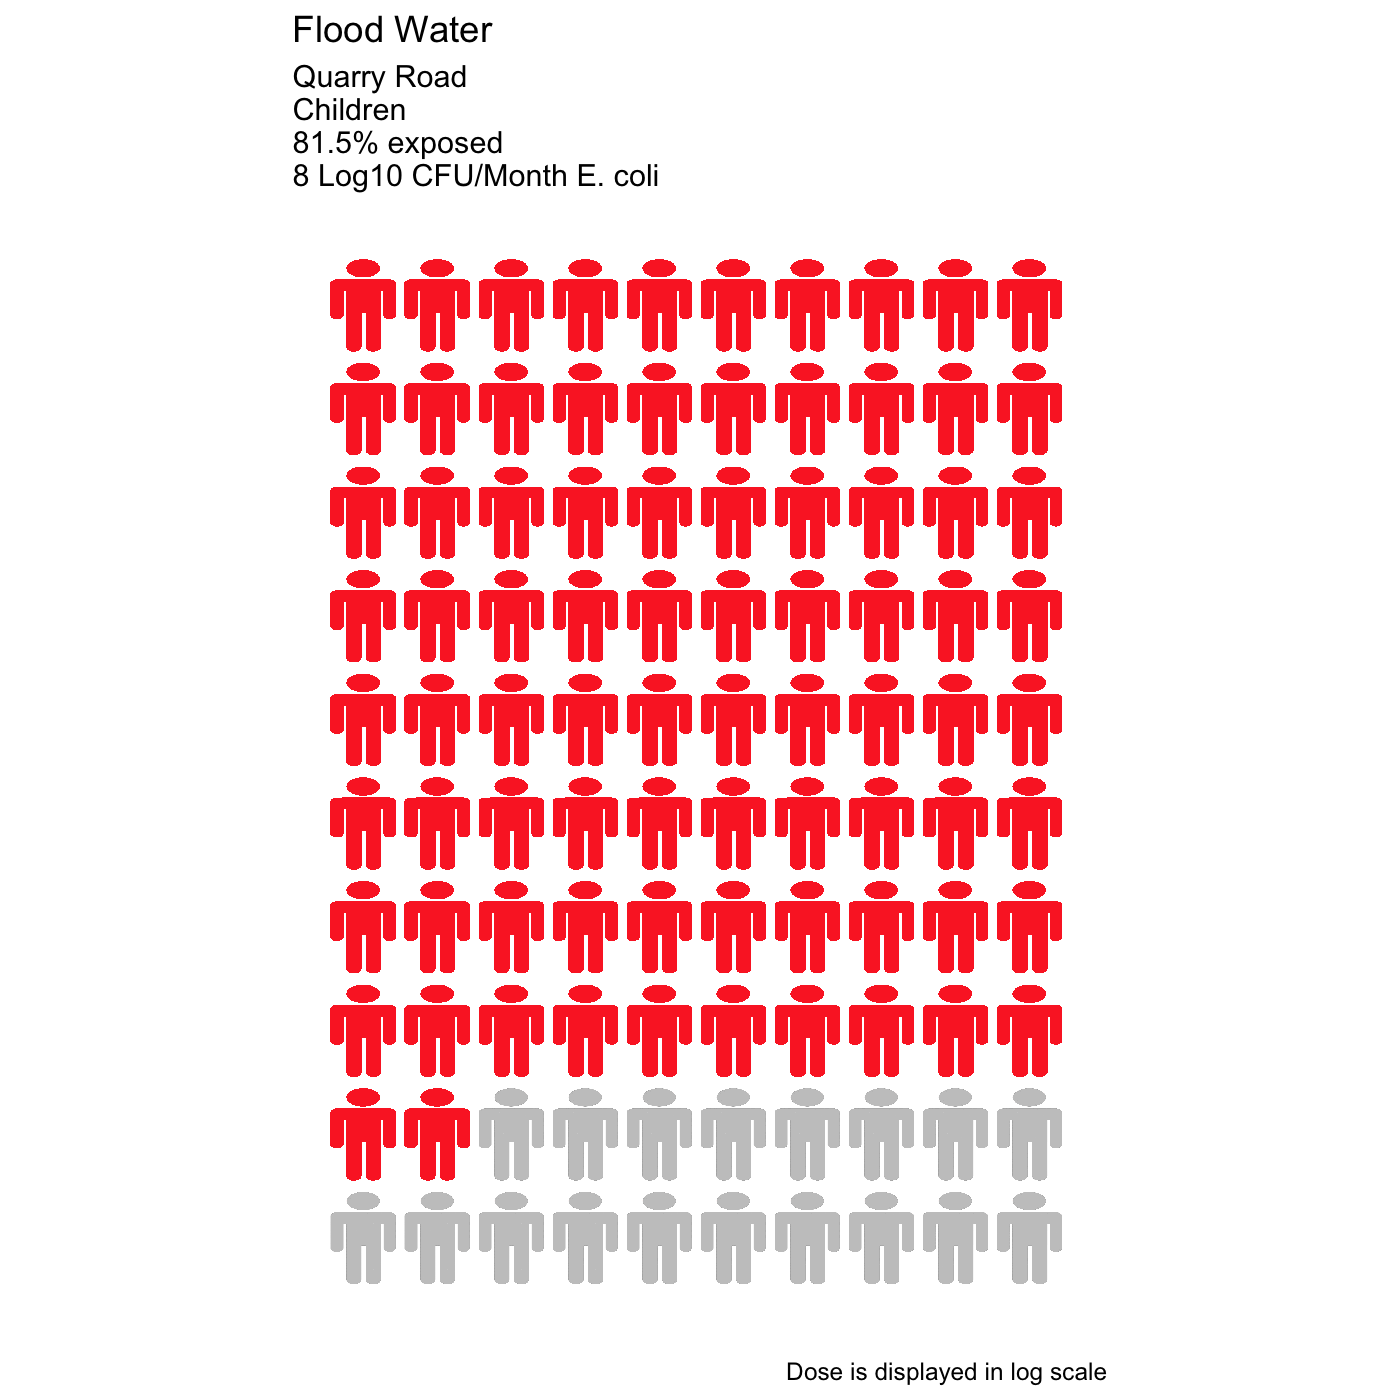 Flood Water
Quarry Road
Children
81.5% exposed
8 Log10 CFU/Month E. coli
Dose is displayed in log scale